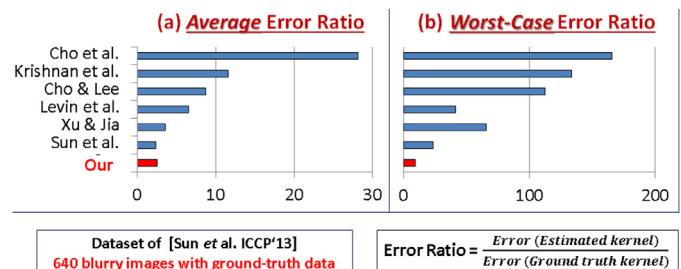 (a) Average Error Ratio
(b) Worst-Case Error Ratio
Cho et al.
Krishnan et al.
Cho & Lee
Levin et al.
Xu & Jia
Sun et al.
Our
0 10 20 30
0 100 200
Dataset of [Sun et al. ICCP‘13]
640 blurry images with ground-truth data
Error Ratio = Error (Estimated kernel)
Error (Ground truth kernel)